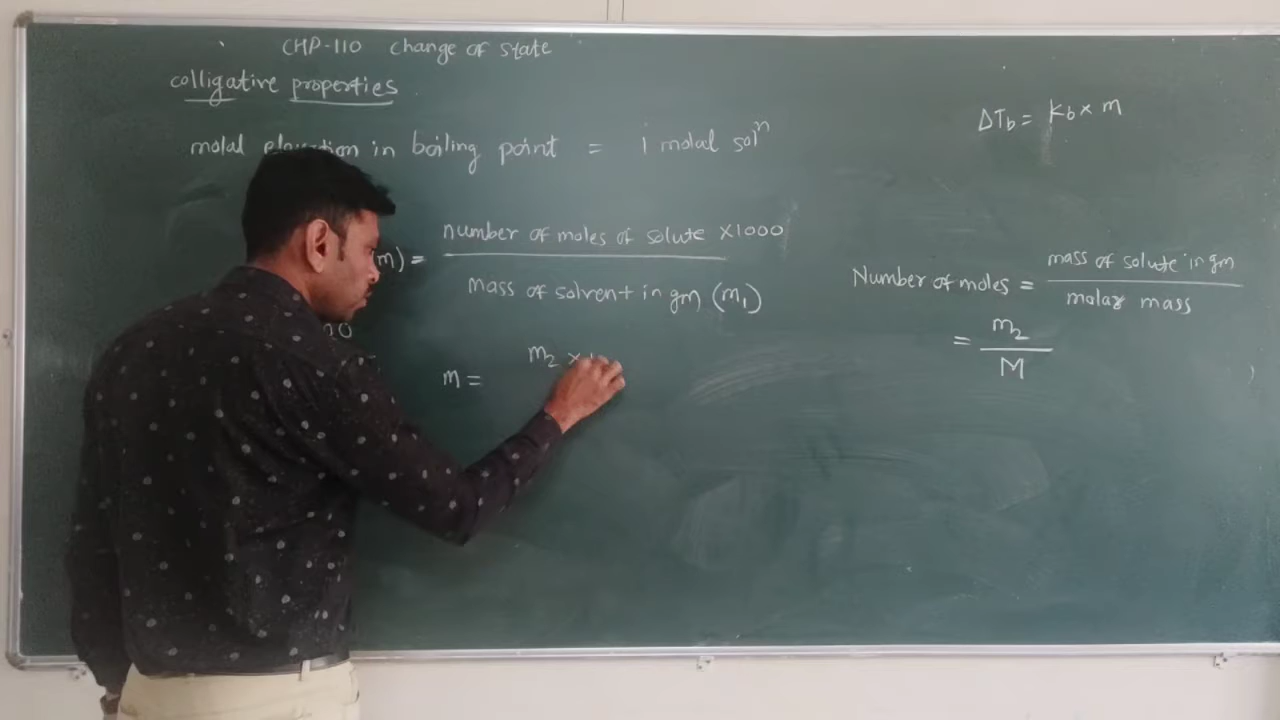 CHP-110 change of state
colligative properties
molal elevation in boiling point = 1 molal solⁿ
ΔTb = Kb × m
(m) = number of moles of solute ×1000
mass of solvent in gm (m₁)
Number of moles = mass of solute in gm
molar mass
= m₂
M
m = m₂ ×